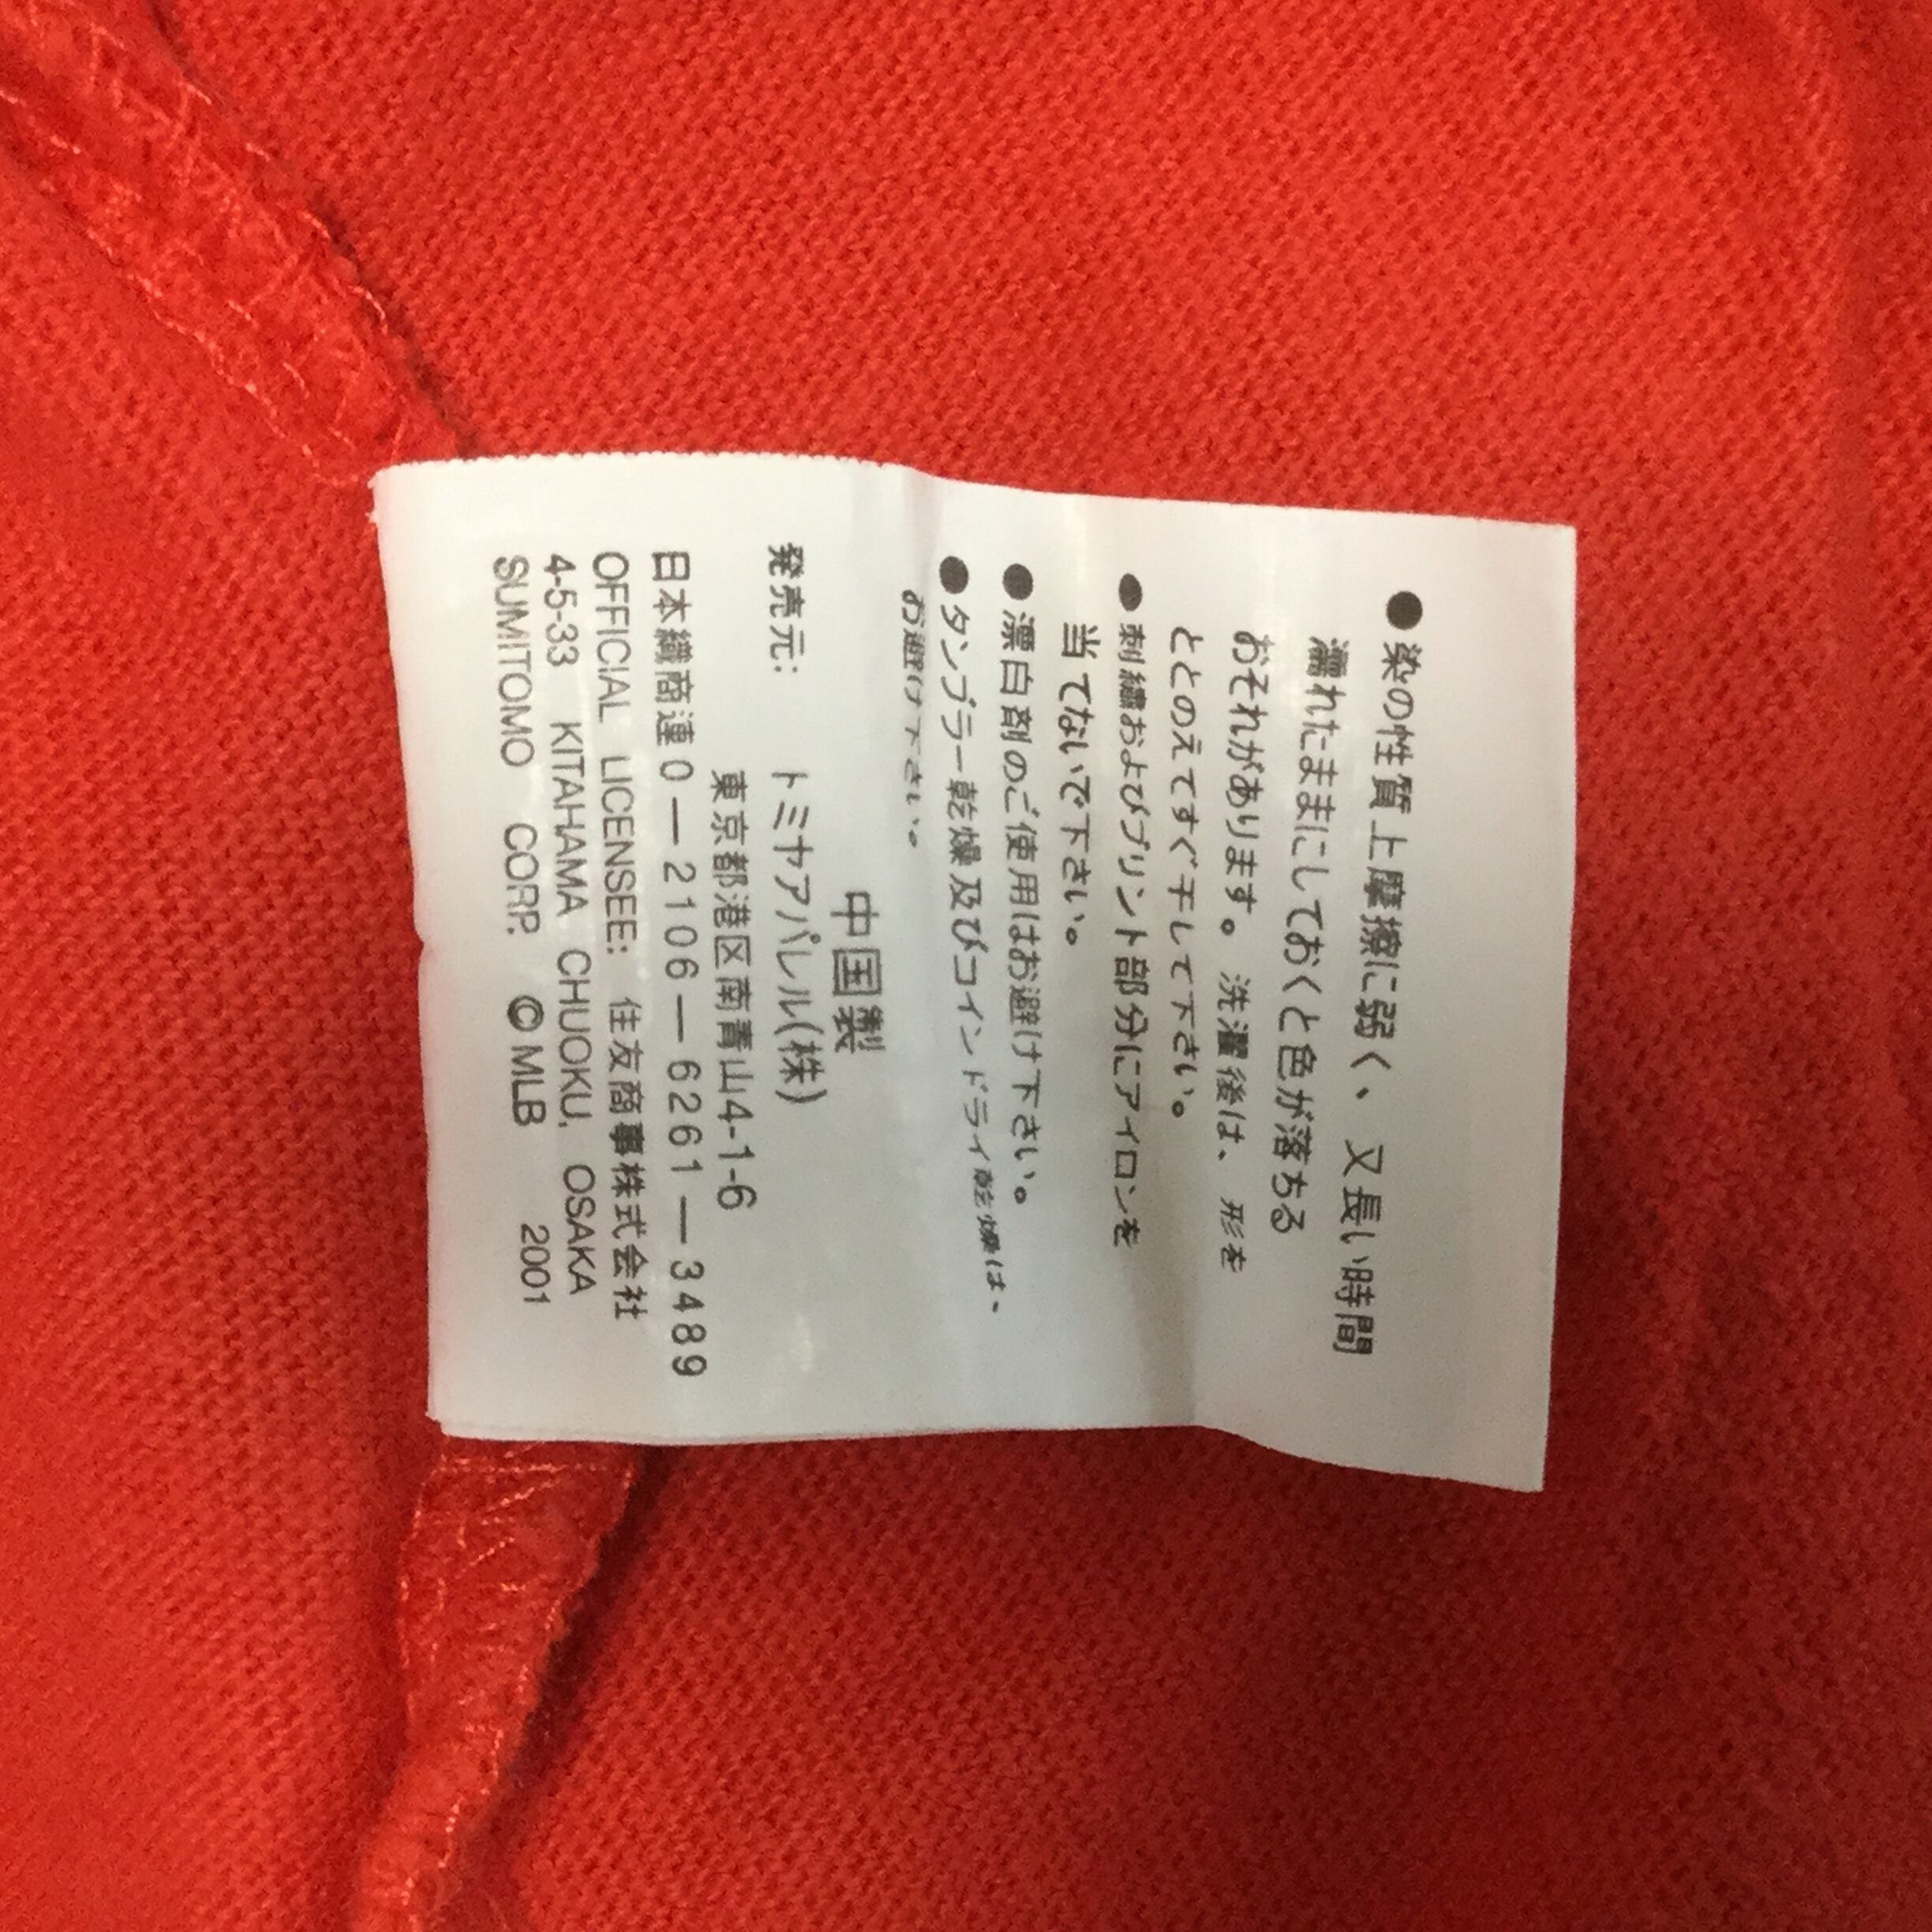 ●染の性質上摩擦に弱く、又長い時間
濡れたままにしておくと色が落ちる
おそれがあります。洗濯後は、形を
ととのえてすぐ干して下さい。
●刺繍およびプリント部分にアイロンを
当てないで下さい。
●漂白剤のご使用はお避け下さい。
●タンブラー乾燥及びコインドライ乾燥は、
お避け下さい。
中国製
発売元: トミヤアパレル(株)
東京都港区南青山4-1-6
日本織商連0―2106―6261―3489
OFFICIAL LICENSEE: 住友商事株式会社
4-5-33 KITAHAMA CHUOKU, OSAKA
SUMITOMO CORP. ©MLB 2001